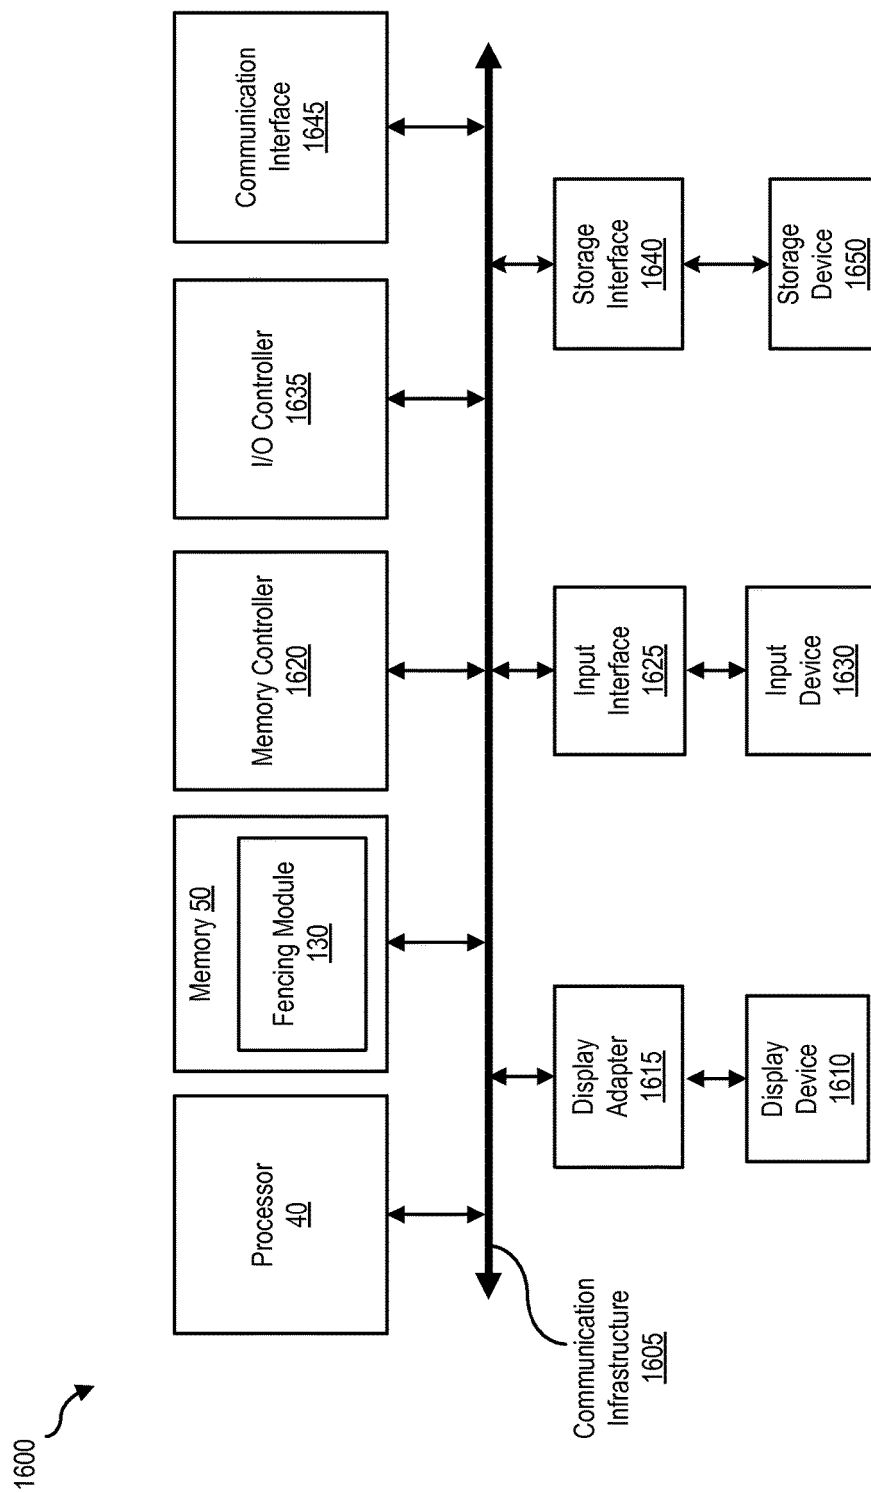 1600
Processor
40
Memory 50
Fencing Module
130
Memory Controller
1620
I/O Controller
1635
Communication
Interface
1645
Communication
Infrastructure
1605
Display
Adapter
1615
Input
Interface
1625
Storage
Interface
1640
Display
Device
1610
Input
Device
1630
Storage
Device
1650